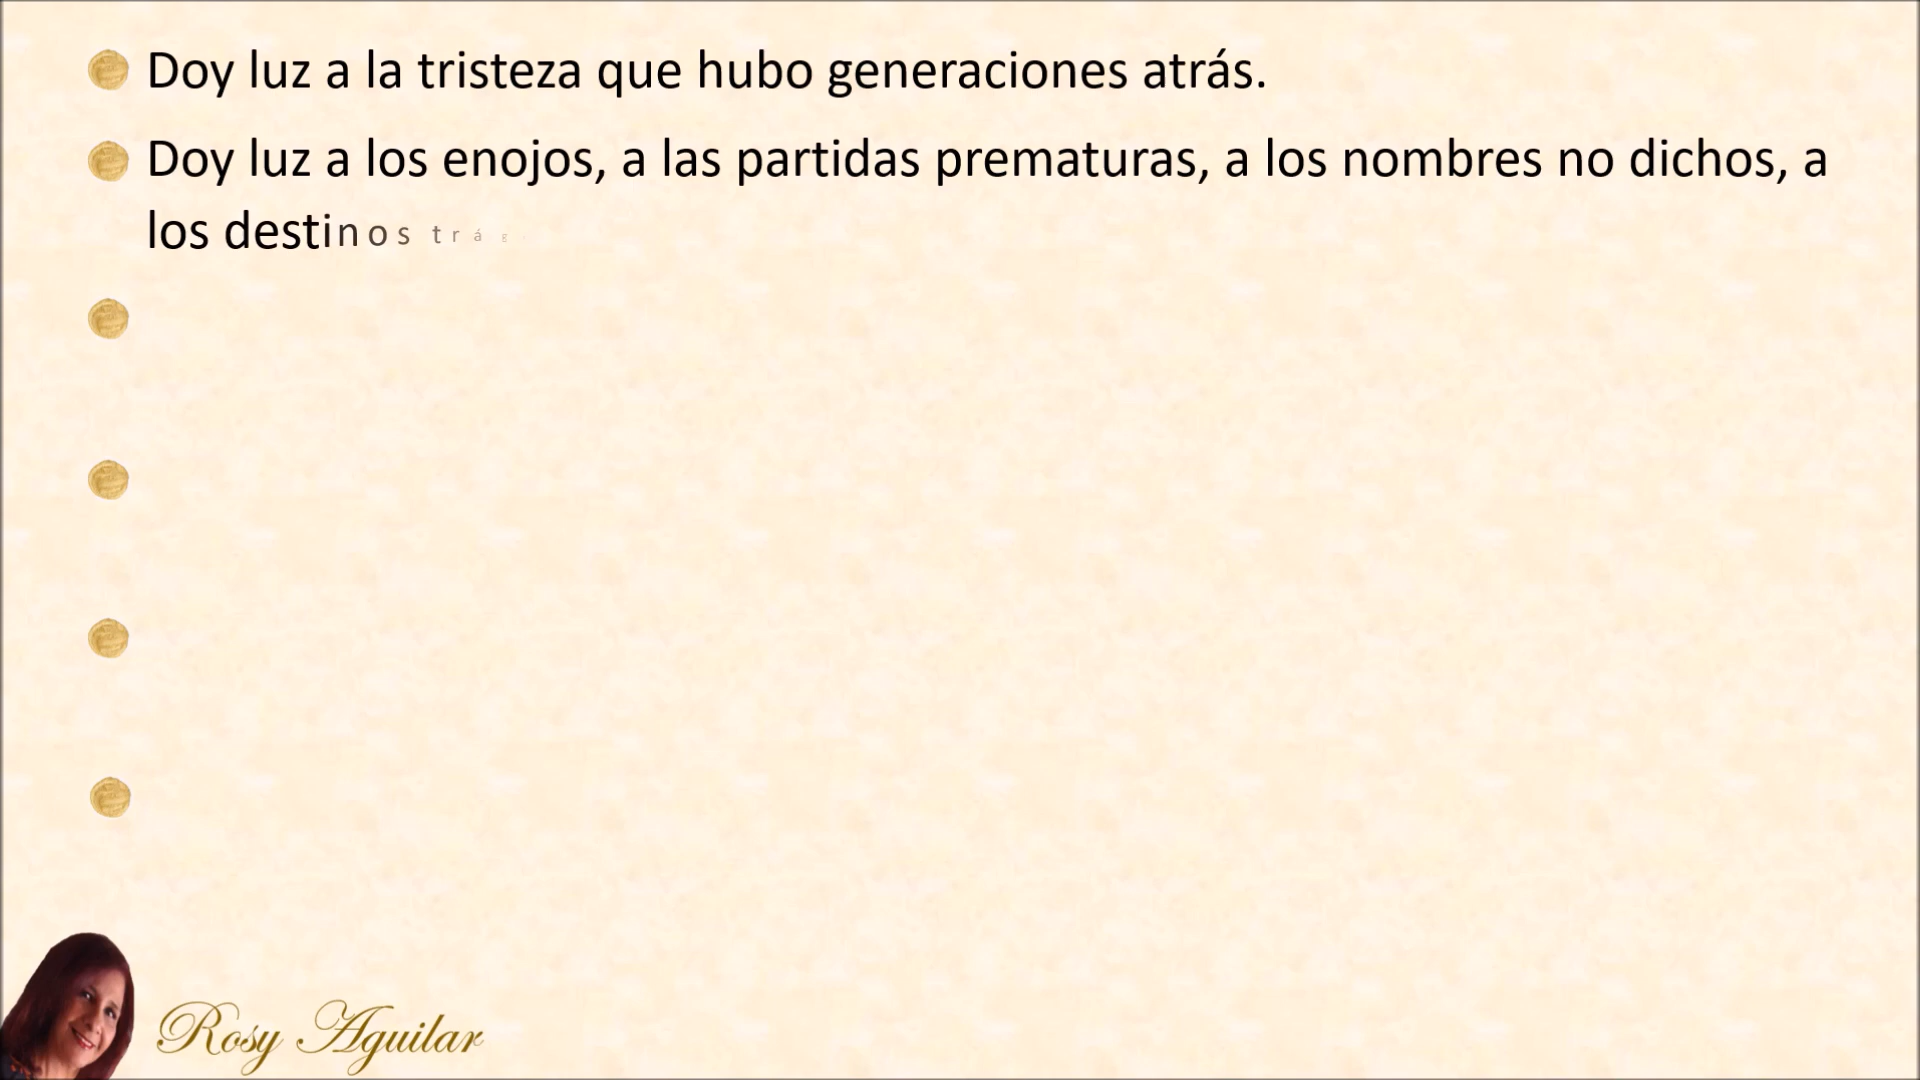 Doy luz a la tristeza que hubo generaciones atrás.
Doy luz a los enojos, a las partidas prematuras, a los nombres no dichos, a
los destinos trág
Rosy Aguilar